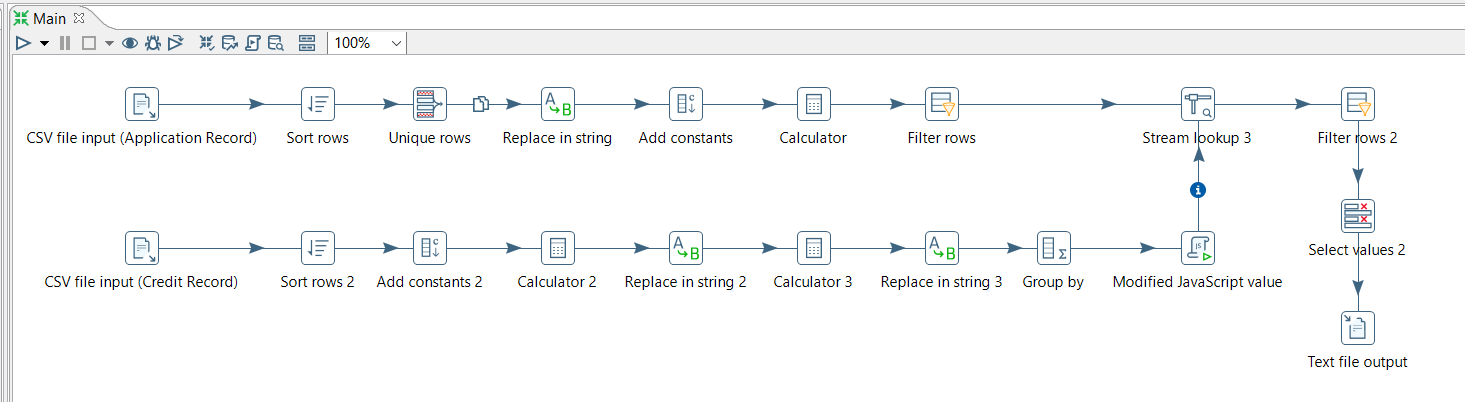 Main
100%
CSV file input (Application Record)
Sort rows
Unique rows
Replace in string
Add constants
Calculator
Filter rows
Stream lookup 3
Filter rows 2
CSV file input (Credit Record)
Sort rows 2
Add constants 2
Calculator 2
Replace in string 2
Calculator 3
Replace in string 3
Group by
Modified JavaScript value
Select values 2
Text file output